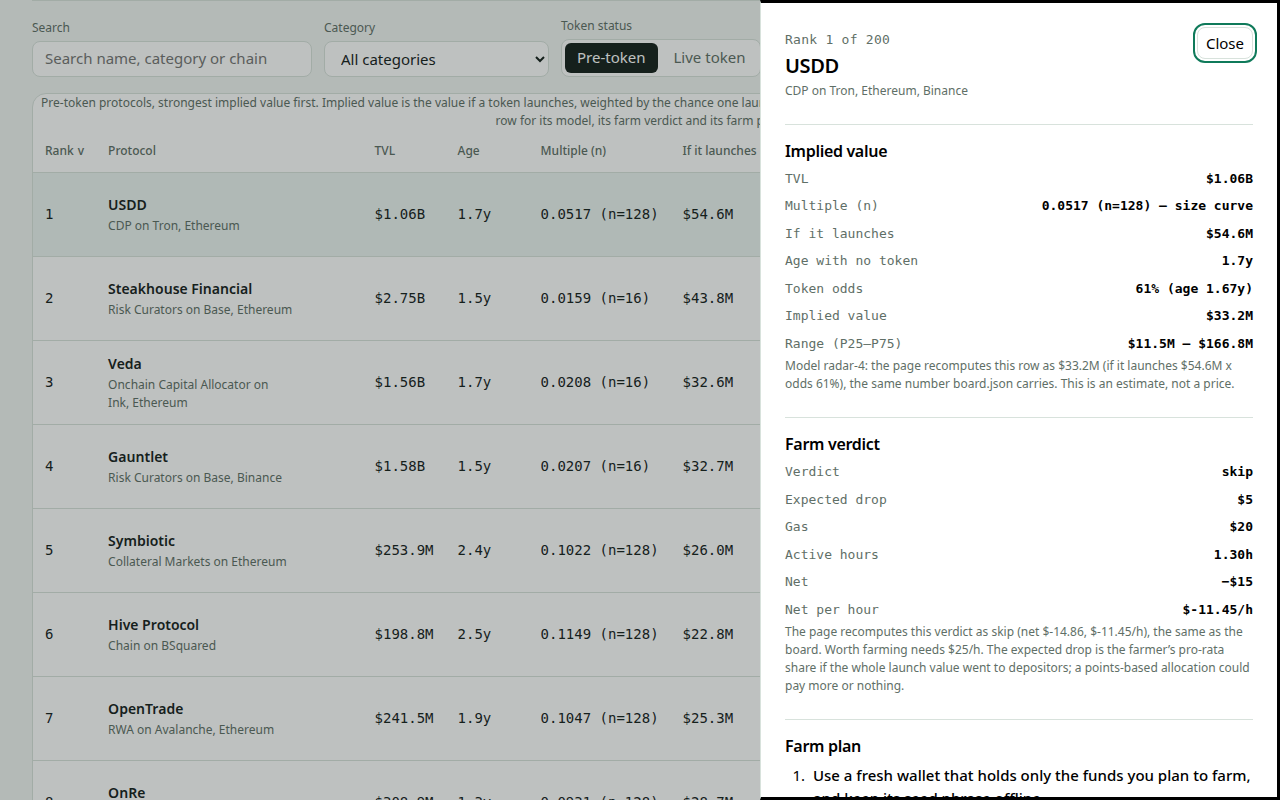 Search
Category
Token status
Search name, category or chain
All categories
Pre-token
Live token
Pre-token protocols, strongest implied value first. Implied value is the value if a token launches, weighted by the chance one lau
row for its model, its farm verdict and its farm p
Rank v Protocol TVL Age Multiple (n) If it launches
1 USDD $1.06B 1.7y 0.0517 (n=128) $54.6M
CDP on Tron, Ethereum
2 Steakhouse Financial $2.75B 1.5y 0.0159 (n=16) $43.8M
Risk Curators on Base, Ethereum
3 Veda $1.56B 1.7y 0.0208 (n=16) $32.6M
Onchain Capital Allocator on
Ink, Ethereum
4 Gauntlet $1.58B 1.5y 0.0207 (n=16) $32.7M
Risk Curators on Base, Binance
5 Symbiotic $253.9M 2.4y 0.1022 (n=128) $26.0M
Collateral Markets on Ethereum
6 Hive Protocol $198.8M 2.5y 0.1149 (n=128) $22.8M
Chain on BSquared
7 OpenTrade $241.5M 1.9y 0.1047 (n=128) $25.3M
RWA on Avalanche, Ethereum
OnRe
Rank 1 of 200
Close
USDD
CDP on Tron, Ethereum, Binance
Implied value
TVL $1.06B
Multiple (n) 0.0517 (n=128) — size curve
If it launches $54.6M
Age with no token 1.7y
Token odds 61% (age 1.67y)
Implied value $33.2M
Range (P25–P75) $11.5M – $166.8M
Model radar-4: the page recomputes this row as $33.2M (if it launches $54.6M x
odds 61%), the same number board.json carries. This is an estimate, not a price.
Farm verdict
Verdict skip
Expected drop $5
Gas $20
Active hours 1.30h
Net −$15
Net per hour $-11.45/h
The page recomputes this verdict as skip (net $-14.86, $-11.45/h), the same as the
board. Worth farming needs $25/h. The expected drop is the farmer’s pro-rata
share if the whole launch value went to depositors; a points-based allocation could
pay more or nothing.
Farm plan
1. Use a fresh wallet that holds only the funds you plan to farm,
and keep its seed phrase offline.